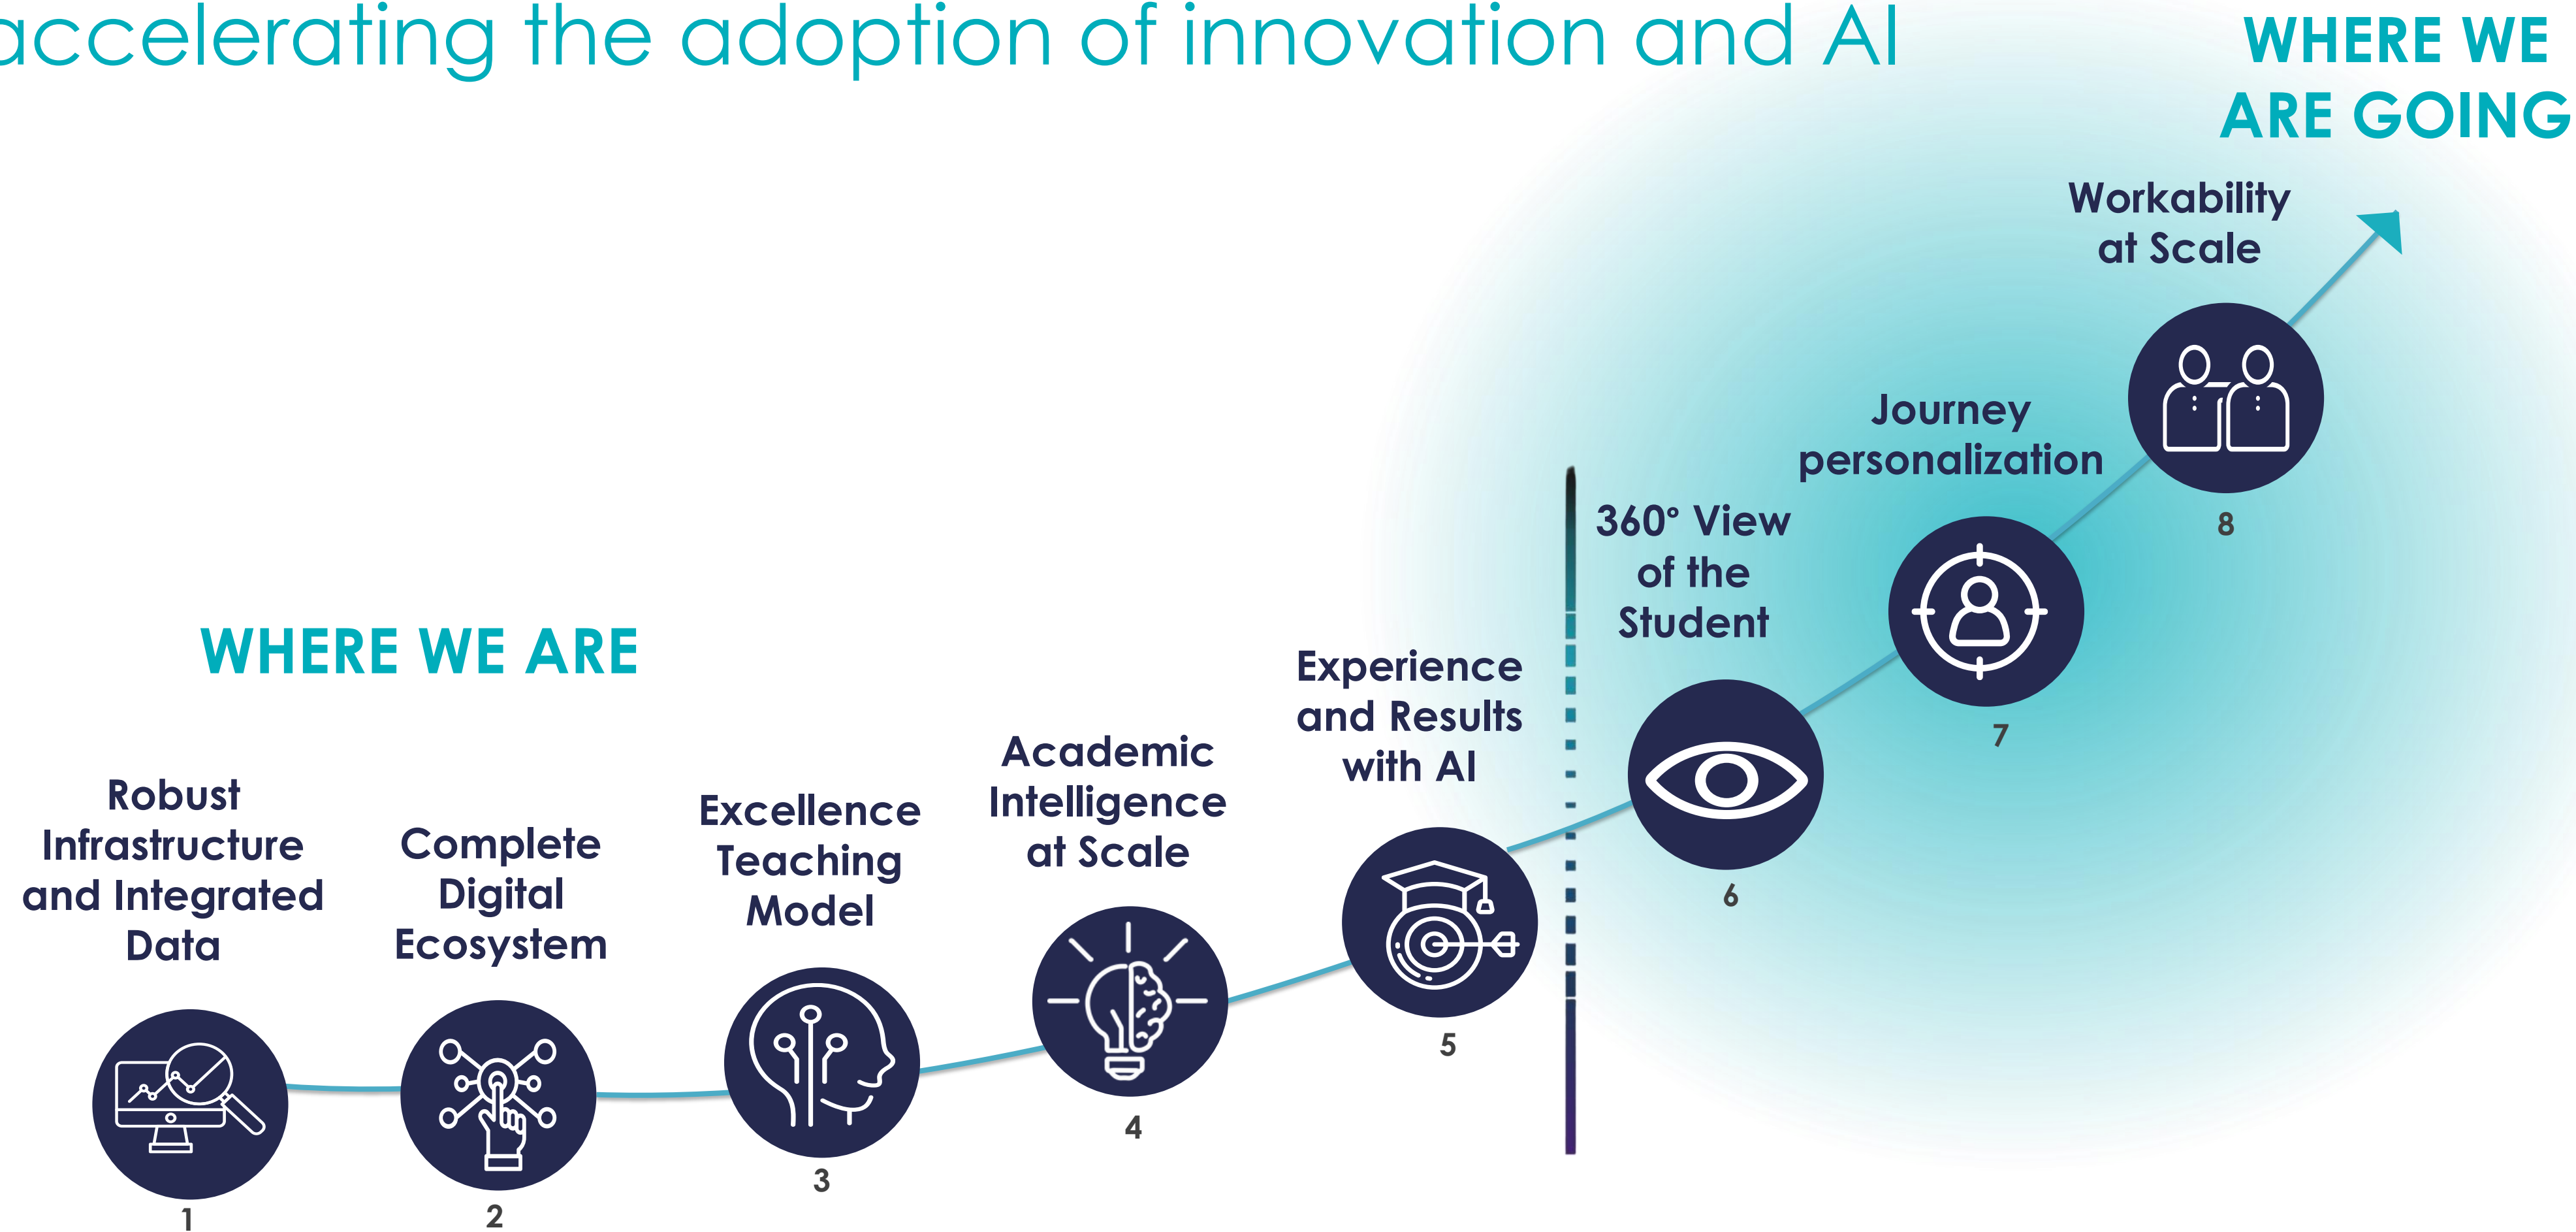 accelerating the adoption of innovation and AI
WHERE WE
ARE GOING
WHERE WE ARE
Robust
Infrastructure
and Integrated
Data
1
Complete
Digital
Ecosystem
2
Excellence
Teaching
Model
3
Academic
Intelligence
at Scale
4
Experience
and Results
with AI
5
360° View
of the
Student
6
Journey
personalization
7
Workability
at Scale
8